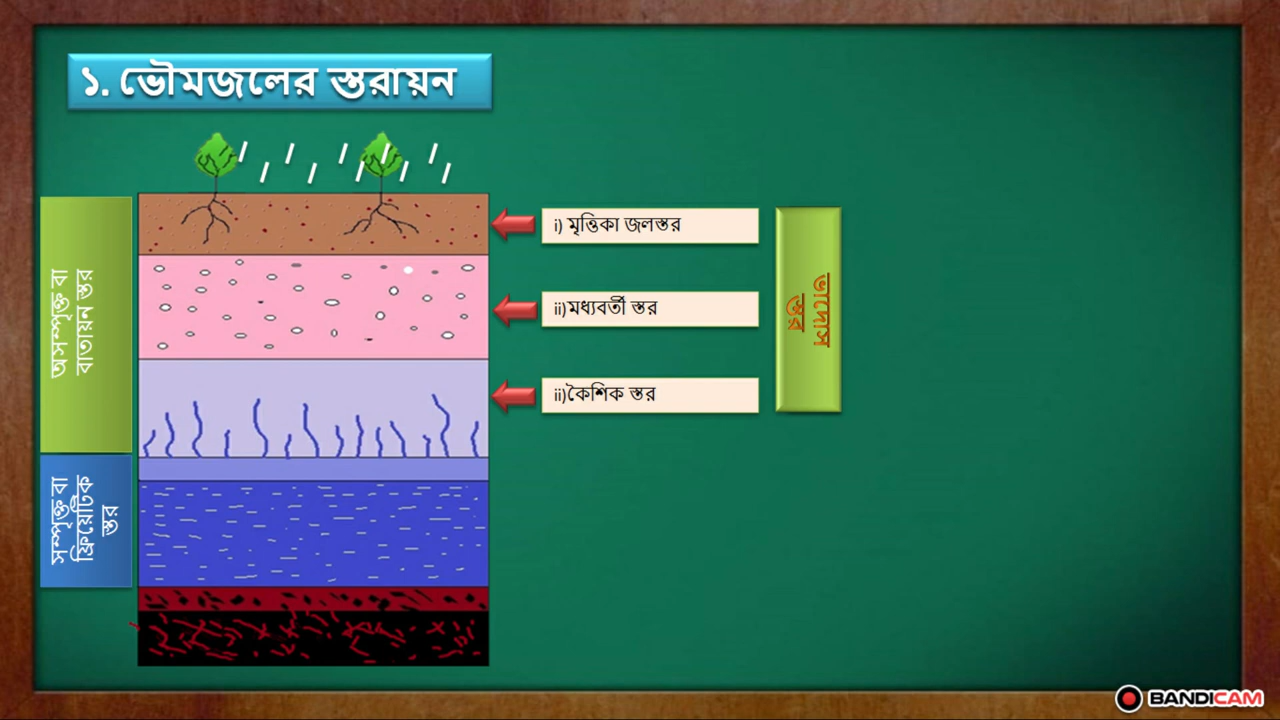 ১. ভৌমজলের স্তরায়ন
অসম্পৃক্ত বা
বাতায়ন স্তর
i) মৃত্তিকা জলস্তর
ii)মধ্যবর্তী স্তর
ii)কৈশিক স্তর
ভাদোস
স্তর
সম্পৃক্ত বা
ফ্রিয়েটিক
স্তর
BANDICAM